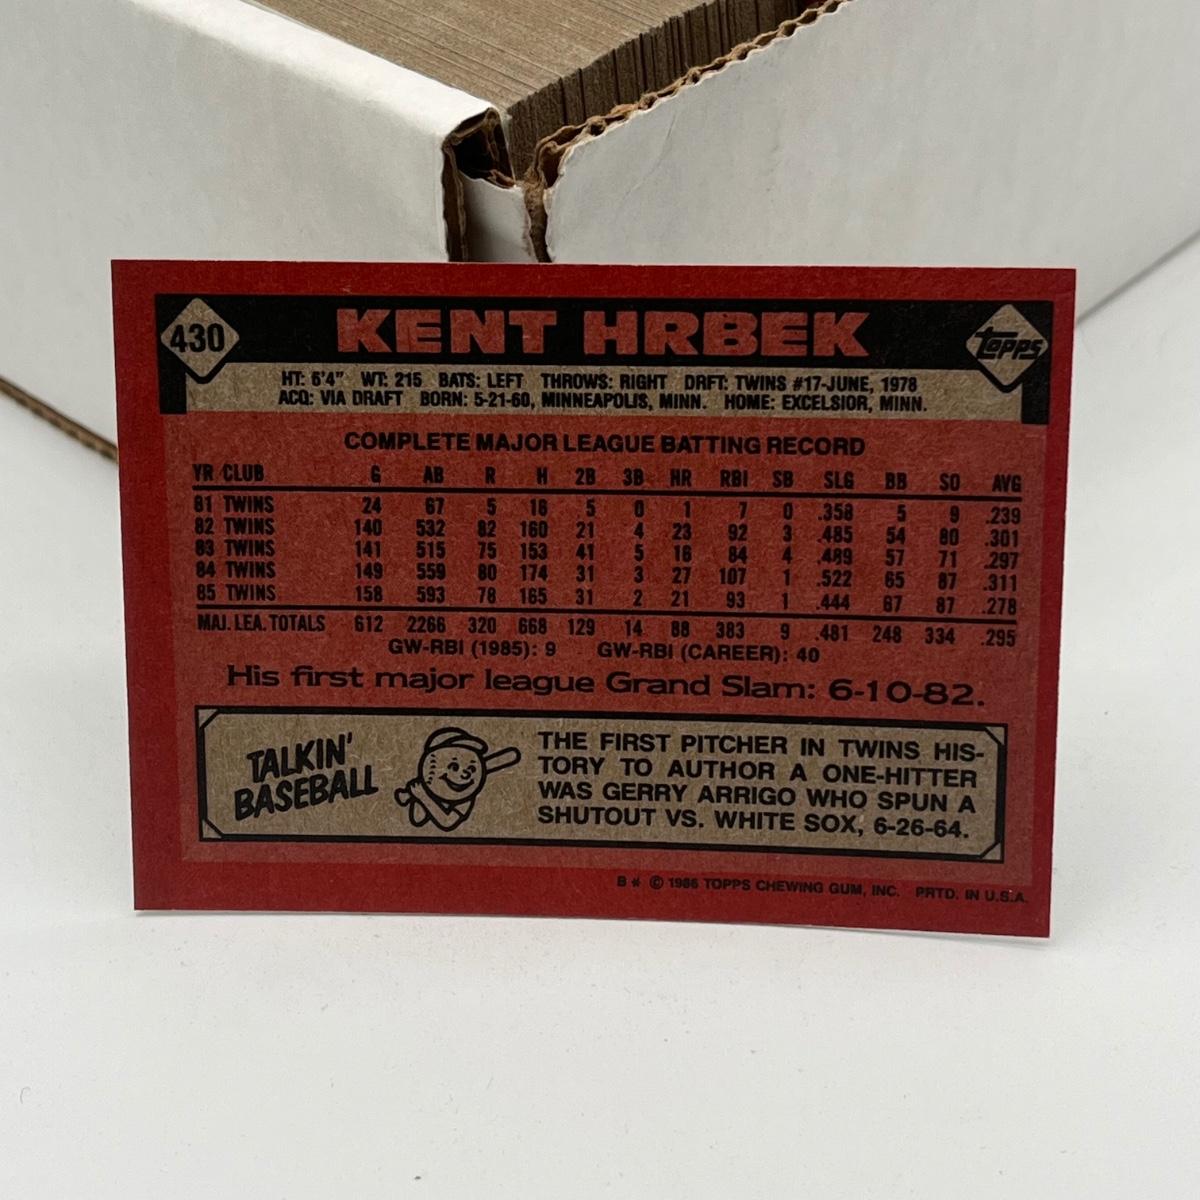 430 KENT HRBEK Topps
HT: 6'4" WT: 215 BATS: LEFT THROWS: RIGHT DRFT: TWINS #17-JUNE, 1978
ACQ: VIA DRAFT BORN: 5-21-60, MINNEAPOLIS, MINN. HOME: EXCELSIOR, MINN.
COMPLETE MAJOR LEAGUE BATTING RECORD
YR CLUB G AB R H 2B 3B HR RBI SB SLG BB SO AVG
81 TWINS 24 67 5 16 5 0 1 7 0 .358 5 9 .239
82 TWINS 140 532 82 160 21 4 23 92 3 .485 54 80 .301
83 TWINS 141 515 75 153 41 5 16 84 4 .489 57 71 .297
84 TWINS 149 559 80 174 31 3 27 107 1 .522 65 87 .311
85 TWINS 158 593 78 165 31 2 21 93 1 .444 67 87 .278
MAJ. LEA. TOTALS 612 2266 320 668 129 14 88 383 9 .481 248 334 .295
GW-RBI (1985): 9 GW-RBI (CAREER): 40
His first major league Grand Slam: 6-10-82.
TALKIN'
BASEBALL
THE FIRST PITCHER IN TWINS HIS-
TORY TO AUTHOR A ONE-HITTER
WAS GERRY ARRIGO WHO SPUN A
SHUTOUT VS. WHITE SOX, 6-26-64.
B * © 1986 TOPPS CHEWING GUM, INC. PRTD. IN U.S.A.